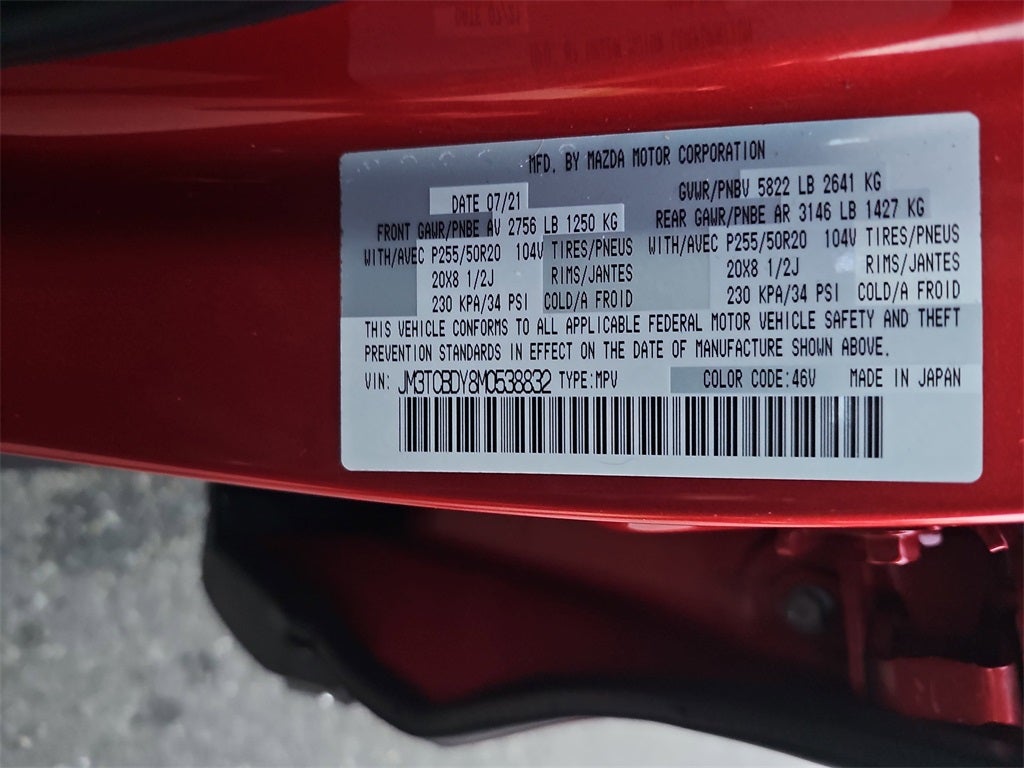 MFD. BY MAZDA MOTOR CORPORATION
DATE 07/21 GVWR/PNBV 5822 LB 2641 KG
FRONT GAWR/PNBE AV 2756 LB 1250 KG REAR GAWR/PNBE AR 3146 LB 1427 KG
WITH/AVEC P255/50R20 104V TIRES/PNEUS WITH/AVEC P255/50R20 104V TIRES/PNEUS
20X8 1/2J RIMS/JANTES 20X8 1/2J RIMS/JANTES
230 KPA/34 PSI COLD/A FROID 230 KPA/34 PSI COLD/A FROID
THIS VEHICLE CONFORMS TO ALL APPLICABLE FEDERAL MOTOR VEHICLE SAFETY AND THEFT
PREVENTION STANDARDS IN EFFECT ON THE DATE OF MANUFACTURE SHOWN ABOVE.
VIN: JM3TCBDY8M0538832 TYPE:MPV COLOR CODE:46V MADE IN JAPAN